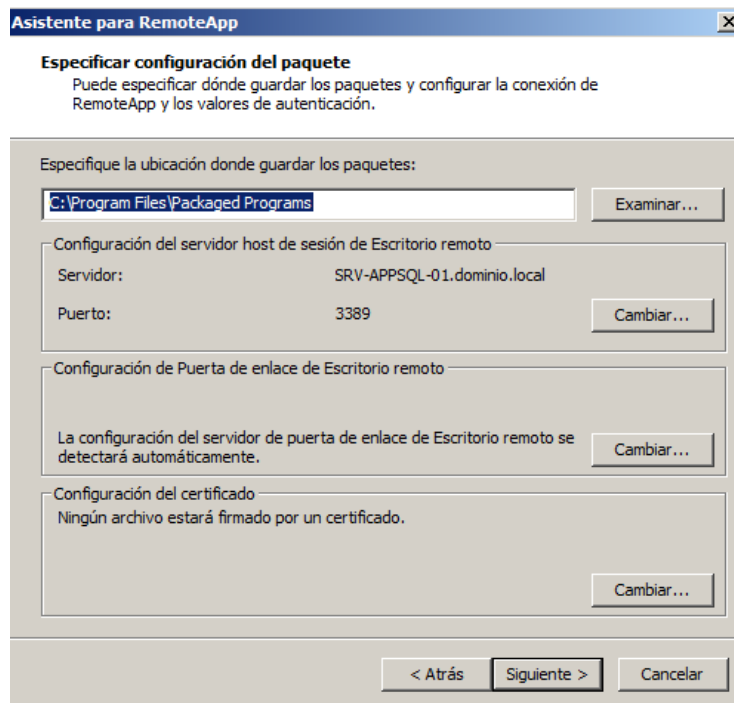 Asistente para RemoteApp
Especificar configuración del paquete
Puede especificar dónde guardar los paquetes y configurar la conexión de
RemoteApp y los valores de autenticación.
Especifique la ubicación donde guardar los paquetes:
C:\Program Files\Packaged Programs
Examinar...
Configuración del servidor host de sesión de Escritorio remoto
Servidor: SRV-APPSQL-01.dominio.local
Puerto: 3389
Cambiar...
Configuración de Puerta de enlace de Escritorio remoto
La configuración del servidor de puerta de enlace de Escritorio remoto se
detectará automáticamente.
Cambiar...
Configuración del certificado
Ningún archivo estará firmado por un certificado.
Cambiar...
< Atrás
Siguiente >
Cancelar